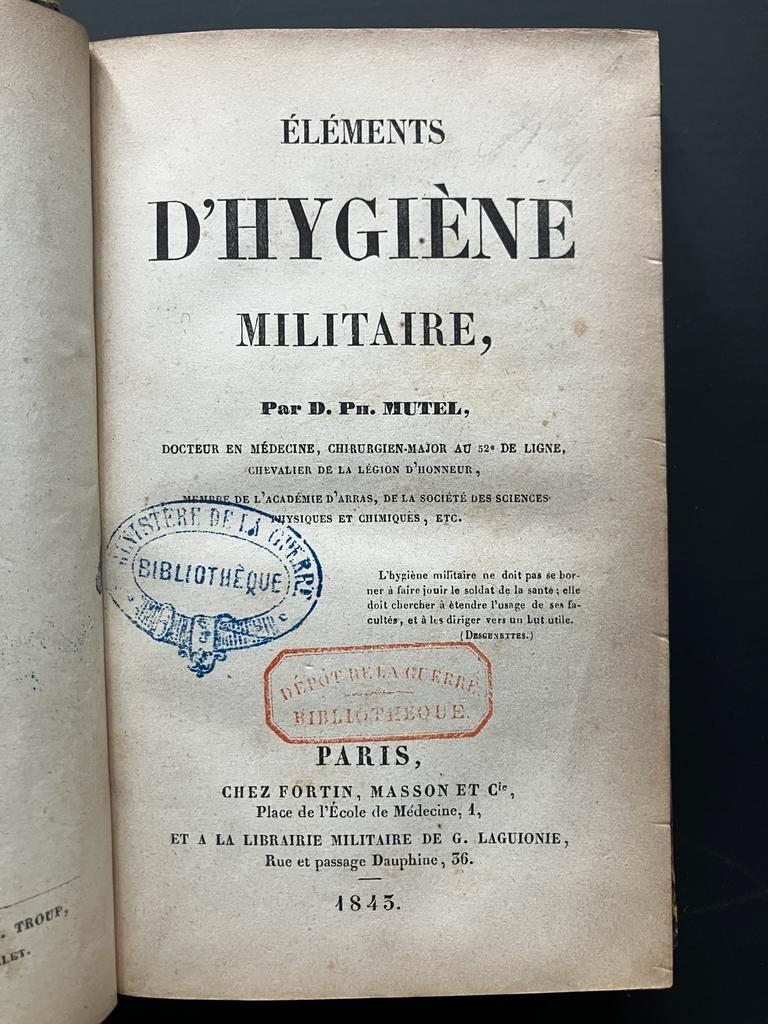 ÉLÉMENTS
D'HYGIÈNE
MILITAIRE,
Par D. PH. MUTEL,
DOCTEUR EN MÉDECINE, CHIRURGIEN-MAJOR AU 52e DE LIGNE,
CHEVALIER DE LA LÉGION D'HONNEUR,
MEMBRE DE L'ACADÉMIE D'ARRAS, DE LA SOCIÉTÉ DES SCIENCES
PHYSIQUES ET CHIMIQUES, ETC.
MINISTÈRE DE LA GUERRE
BIBLIOTHÈQUE
L'hygiène militaire ne doit pas se bor-
ner à faire jouir le soldat de la santé; elle
doit chercher à étendre l'usage de ses fa-
cultés, et à les diriger vers un but utile.
(DESGENETTES.)
DÉPÔT DE LA GUERRE
BIBLIOTHÈQUE.
PARIS,
CHEZ FORTIN, MASSON ET Cie,
Place de l'École de Médecine, 1,
ET A LA LIBRAIRIE MILITAIRE DE G. LAGUIONIE,
Rue et passage Dauphine, 36.
1843.
TROUP,
LET.